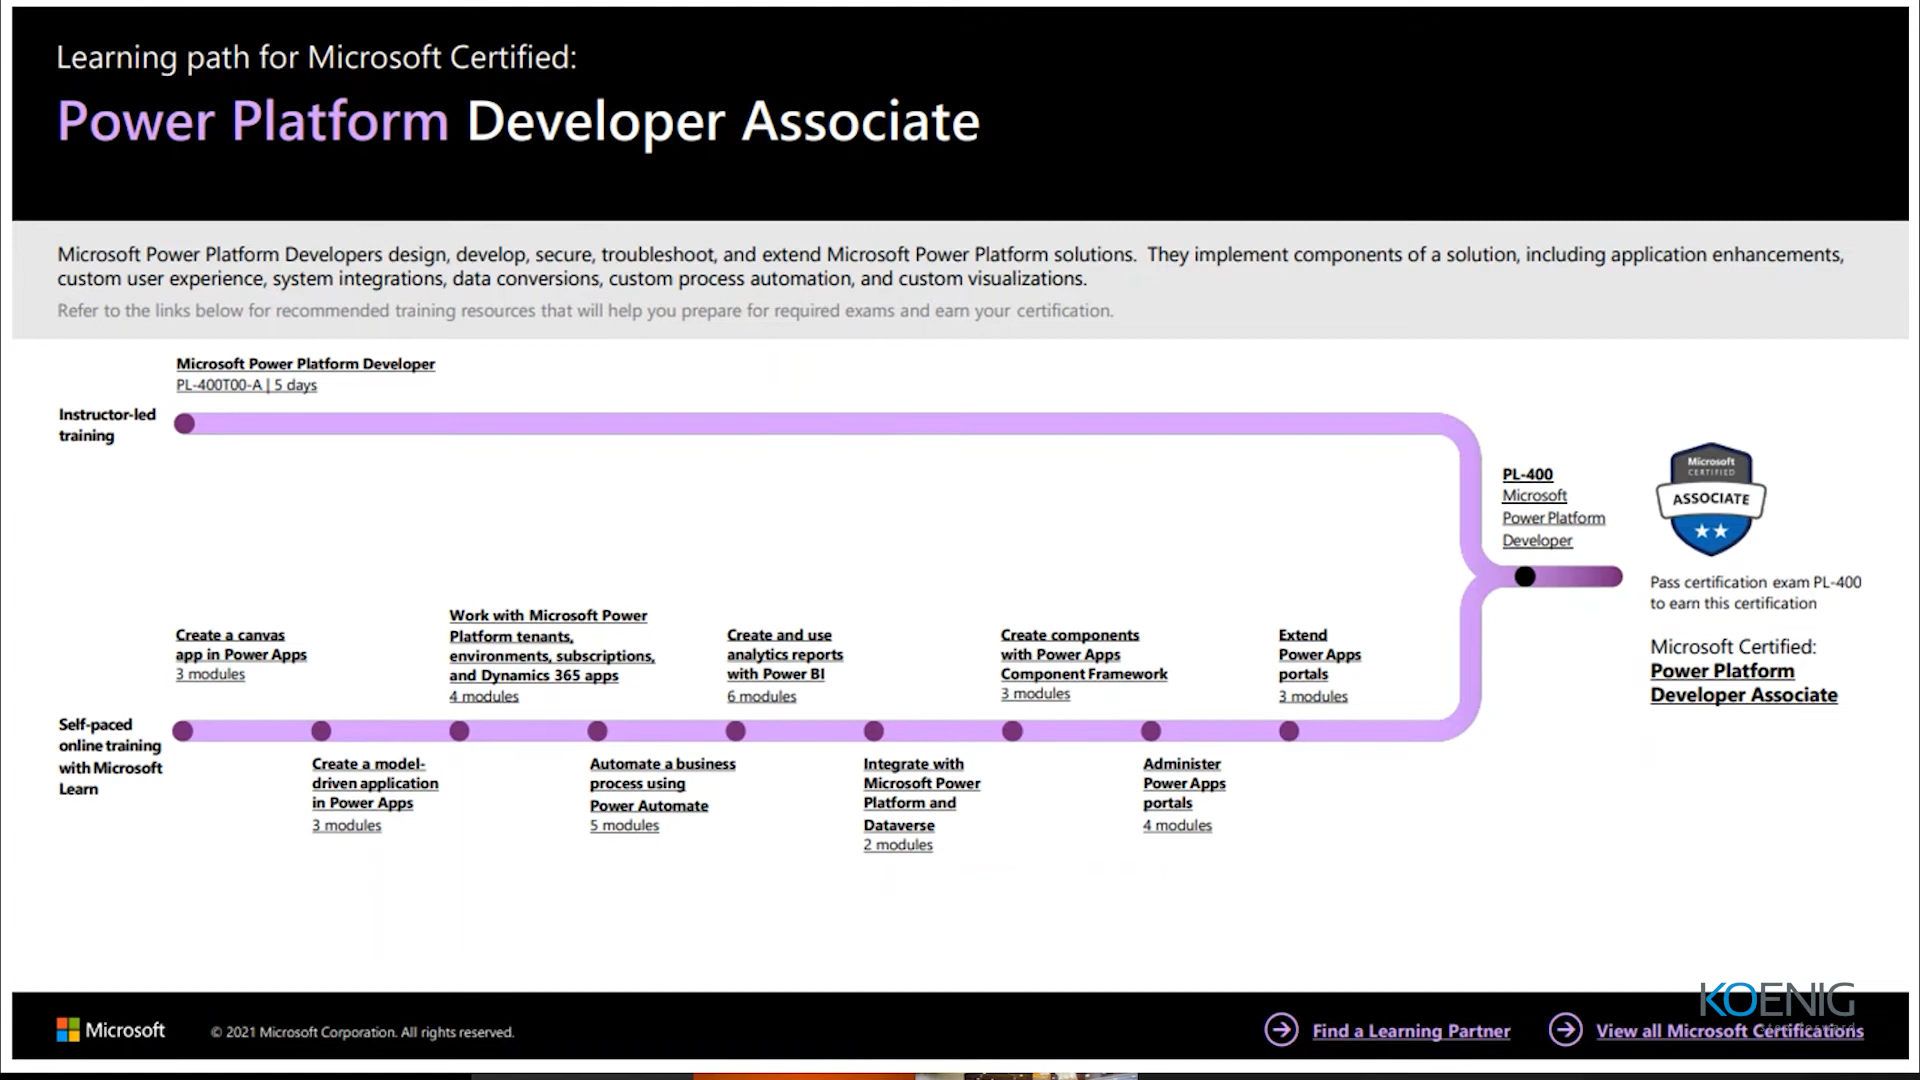 Learning path for Microsoft Certified:
Power Platform Developer Associate
Microsoft Power Platform Developers design, develop, secure, troubleshoot, and extend Microsoft Power Platform solutions. They implement components of a solution, including application enhancements,
custom user experience, system integrations, data conversions, custom process automation, and custom visualizations.
Refer to the links below for recommended training resources that will help you prepare for required exams and earn your certification.
Microsoft Power Platform Developer
PL-400T00-A | 5 days
Instructor-led
training
PL-400
Microsoft
Power Platform
Developer
Microsoft
CERTIFIED
ASSOCIATE
Pass certification exam PL-400
to earn this certification
Microsoft Certified:
Power Platform
Developer Associate
Create a canvas
app in Power Apps
3 modules
Work with Microsoft Power
Platform tenants,
environments, subscriptions,
and Dynamics 365 apps
4 modules
Create and use
analytics reports
with Power BI
6 modules
Create components
with Power Apps
Component Framework
3 modules
Extend
Power Apps
portals
3 modules
Self-paced
online training
with Microsoft
Learn
Create a model-
driven application
in Power Apps
3 modules
Automate a business
process using
Power Automate
5 modules
Integrate with
Microsoft Power
Platform and
Dataverse
2 modules
Administer
Power Apps
portals
4 modules
Microsoft
© 2021 Microsoft Corporation. All rights reserved.
Find a Learning Partner
View all Microsoft Certifications
KOENIG